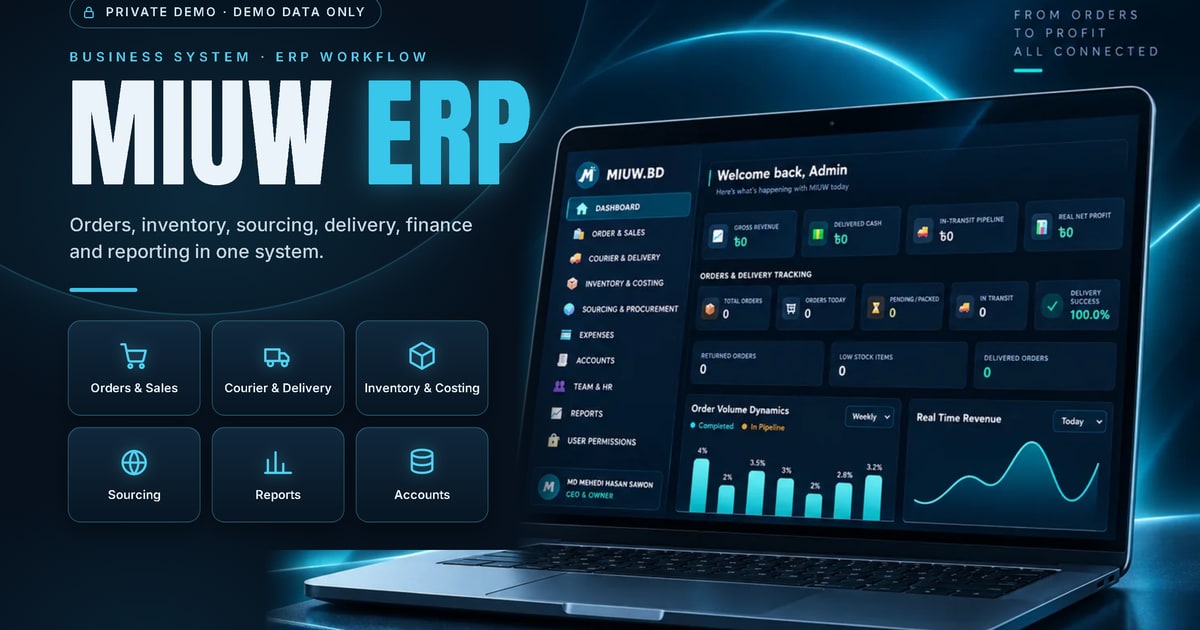 PRIVATE DEMO · DEMO DATA ONLY
BUSINESS SYSTEM · ERP WORKFLOW
MIUW ERP
Orders, inventory, sourcing, delivery, finance
and reporting in one system.
Orders & Sales
Courier & Delivery
Inventory & Costing
Sourcing
Reports
Accounts
FROM ORDERS
TO PROFIT
ALL CONNECTED
MIUW.BD
DASHBOARD
ORDER & SALES
COURIER & DELIVERY
INVENTORY & COSTING
SOURCING & PROCUREMENT
EXPENSES
ACCOUNTS
TEAM & HR
REPORTS
USER PERMISSIONS
M
MD MEHEDI HASAN SAWON
CEO & OWNER
Welcome back, Admin
Here's what's happening with MIUW today
GROSS REVENUE
৳0
DELIVERED CASH
৳0
IN-TRANSIT PIPELINE
৳0
REAL NET PROFIT
৳0
ORDERS & DELIVERY TRACKING
TOTAL ORDERS
0
ORDERS TODAY
0
PENDING/PACKED
0
IN TRANSIT
0
DELIVERY
SUCCESS
100.0%
RETURNED ORDERS
0
LOW STOCK ITEMS
0
DELIVERED ORDERS
0
Order Volume Dynamics
Weekly
Completed In Pipeline
4%
2%
3.5%
3%
2%
2.8%
3.2%
Real Time Revenue
Today